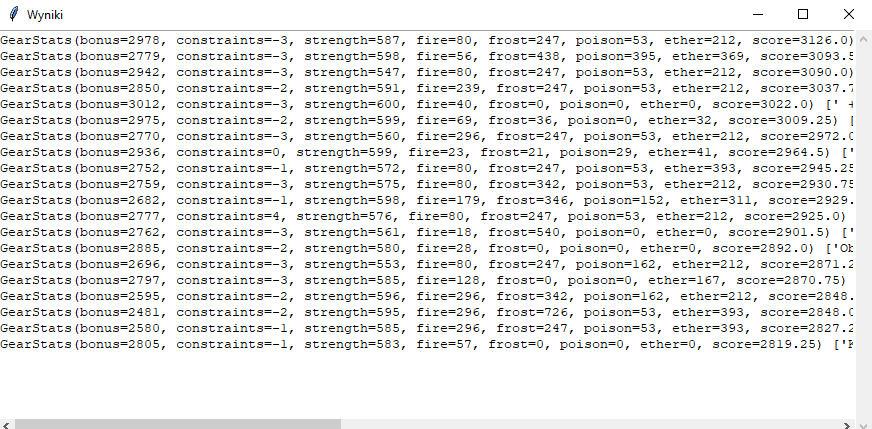 Wyniki
GearStats(bonus=2978, constraints=-3, strength=587, fire=80, frost=247, poison=53, ether=212, score=3126.0)
GearStats(bonus=2779, constraints=-3, strength=598, fire=56, frost=438, poison=395, ether=369, score=3093.5
GearStats(bonus=2942, constraints=-3, strength=547, fire=80, frost=247, poison=53, ether=212, score=3090.0)
GearStats(bonus=2850, constraints=-2, strength=591, fire=239, frost=247, poison=53, ether=212, score=3037.7
GearStats(bonus=3012, constraints=-3, strength=600, fire=40, frost=0, poison=0, ether=0, score=3022.0) [' +
GearStats(bonus=2975, constraints=-2, strength=599, fire=69, frost=36, poison=0, ether=32, score=3009.25) [
GearStats(bonus=2770, constraints=-3, strength=560, fire=296, frost=247, poison=53, ether=212, score=2972.0
GearStats(bonus=2936, constraints=0, strength=599, fire=23, frost=21, poison=29, ether=41, score=2964.5) ['
GearStats(bonus=2752, constraints=-1, strength=572, fire=80, frost=247, poison=53, ether=393, score=2945.25
GearStats(bonus=2759, constraints=-3, strength=575, fire=80, frost=342, poison=53, ether=212, score=2930.75
GearStats(bonus=2682, constraints=-1, strength=598, fire=179, frost=346, poison=152, ether=311, score=2929.
GearStats(bonus=2777, constraints=4, strength=576, fire=80, frost=247, poison=53, ether=212, score=2925.0)
GearStats(bonus=2762, constraints=-3, strength=561, fire=18, frost=540, poison=0, ether=0, score=2901.5) ['
GearStats(bonus=2885, constraints=-2, strength=580, fire=28, frost=0, poison=0, ether=0, score=2892.0) ['Ob
GearStats(bonus=2696, constraints=-3, strength=553, fire=80, frost=247, poison=162, ether=212, score=2871.2
GearStats(bonus=2797, constraints=-3, strength=585, fire=128, frost=0, poison=0, ether=167, score=2870.75)
GearStats(bonus=2595, constraints=-2, strength=596, fire=296, frost=342, poison=162, ether=212, score=2848.
GearStats(bonus=2481, constraints=-2, strength=595, fire=296, frost=726, poison=53, ether=393, score=2848.0
GearStats(bonus=2580, constraints=-1, strength=585, fire=296, frost=247, poison=53, ether=393, score=2827.2
GearStats(bonus=2805, constraints=-1, strength=583, fire=57, frost=0, poison=0, ether=0, score=2819.25) ['K